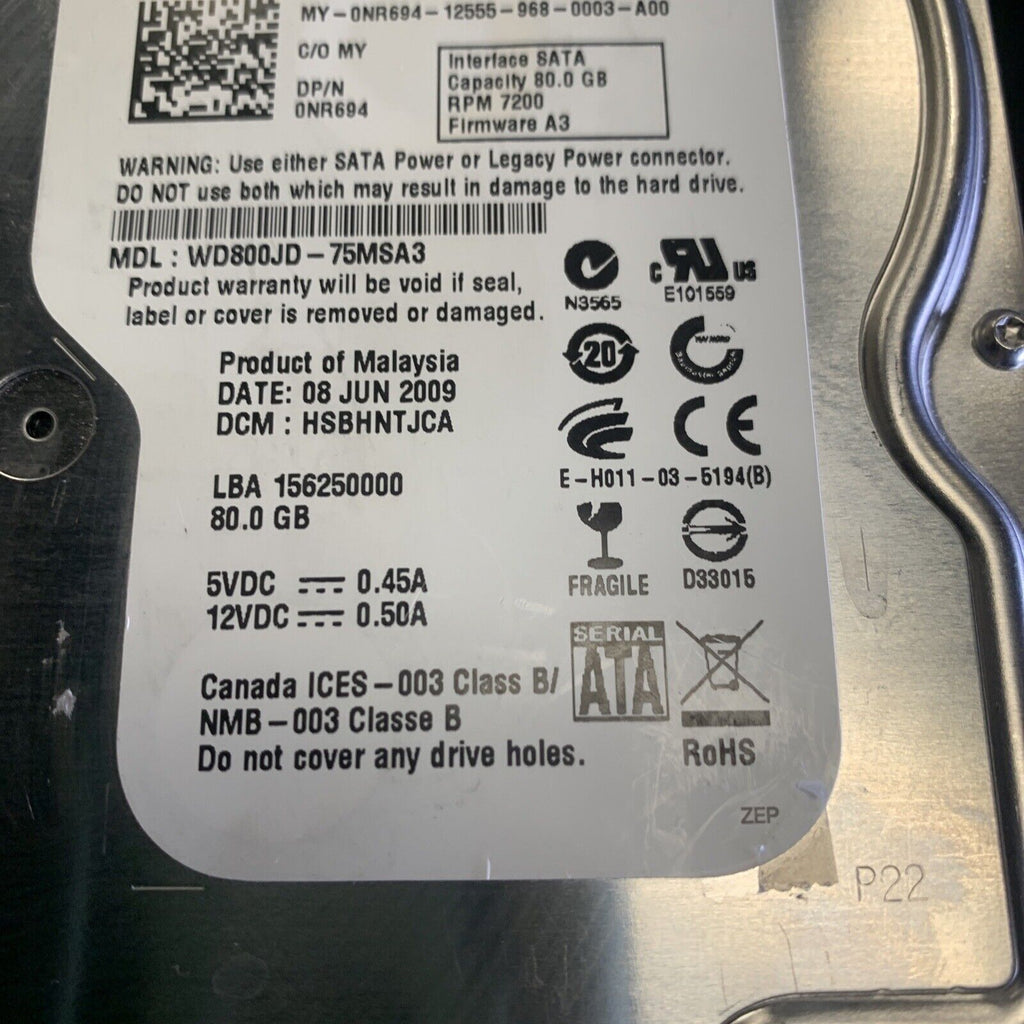 MY-0NR694-12555-968-0003-A00
C/O MY
DP/N
0NR694
Interface SATA
Capacity 80.0 GB
RPM 7200
Firmware A3
WARNING: Use either SATA Power or Legacy Power connector.
DO NOT use both which may result in damage to the hard drive.
MDL : WD800JD-75MSA3
Product warranty will be void if seal,
label or cover is removed or damaged.
N3565
c RU US
E101559
Product of Malaysia
DATE: 08 JUN 2009
DCM : HSBHNTJCA
20
TUV NORD
CE
E-H011-03-5194(B)
LBA 156250000
80.0 GB
FRAGILE
D33015
5VDC 0.45A
12VDC 0.50A
SERIAL
ATA
Canada ICES-003 Class B/
NMB-003 Classe B
Do not cover any drive holes.
RoHS
ZEP
P22